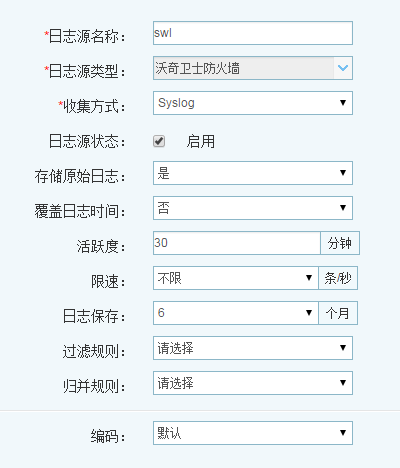 *日志源名称： swl
*日志源类型： 沃奇卫士防火墙
*收集方式： Syslog
日志源状态： 启用
存储原始日志： 是
覆盖日志时间： 否
活跃度： 30 分钟
限速： 不限 条/秒
日志保存： 6 个月
过滤规则： 请选择
归并规则： 请选择
编码： 默认